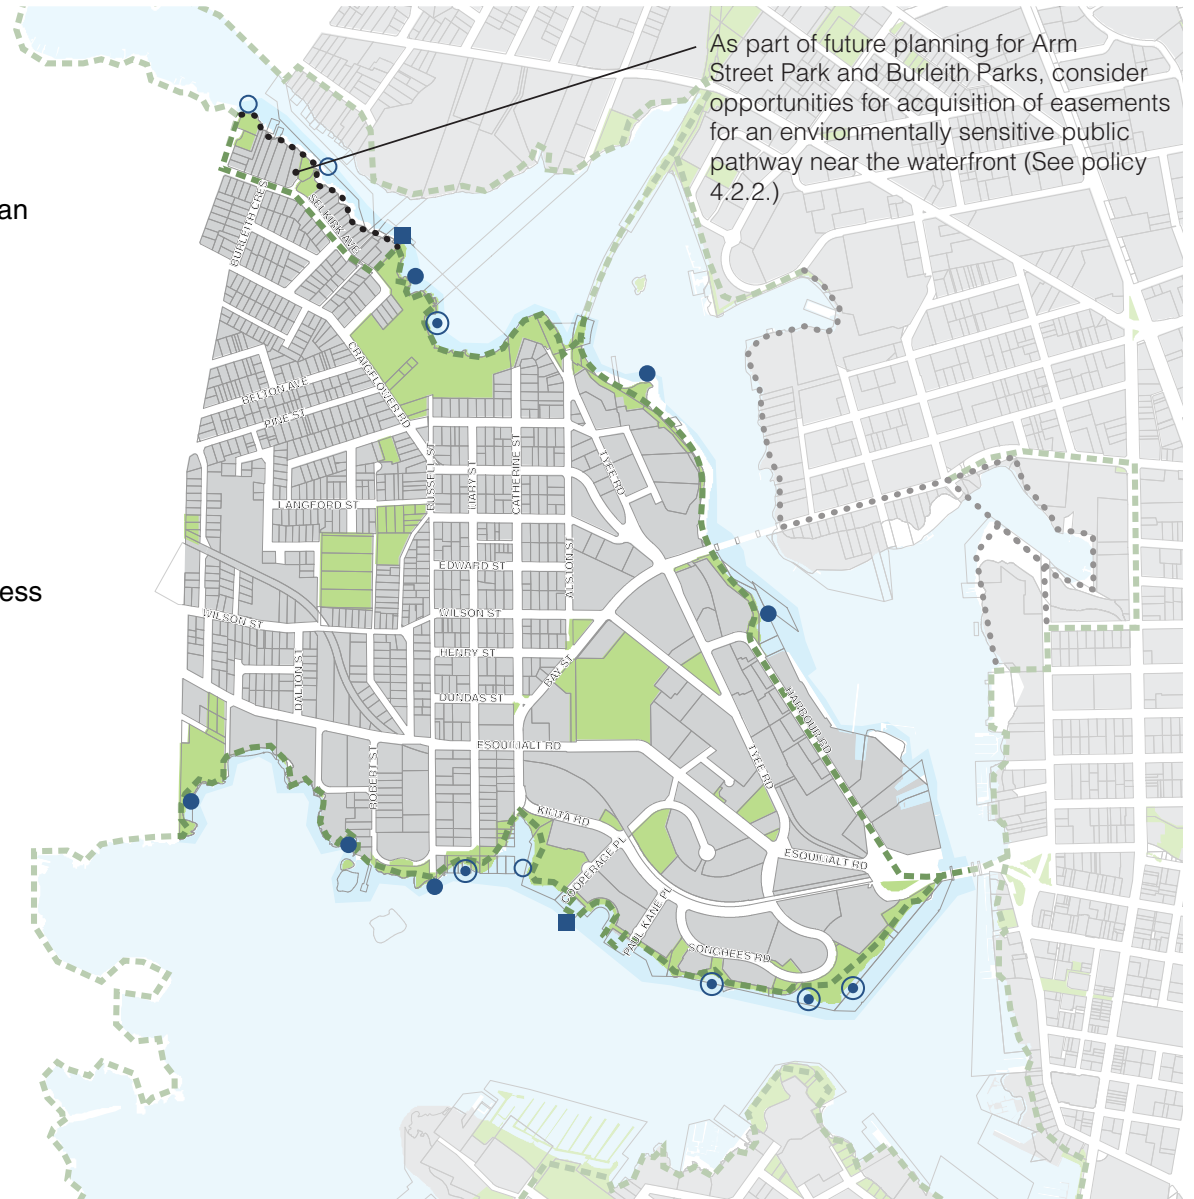 As part of future planning for Arm
Street Park and Burleith Parks, consider
opportunities for acquisition of easements
for an environmentally sensitive public
pathway near the waterfront (See policy
4.2.2.)
an
ess
BURLEITH CRES
SELKIRK AVE
CRAIGFLOWER RD
BELTON AVE
PINE ST
RUSSELL ST
MARY ST
CATHERINE ST
TYEE RD
LANGFORD ST
ALSTON ST
EDWARD ST
WILSON ST
WILSON ST
HENRY ST
BAY ST
DALTON ST
DUNDAS ST
HARBOUR RD
ESQUIMALT RD
ROBERT ST
TYEE RD
KIMTA RD
COOPERAGE PL
ESQUIMALT RD
PAUL KANE PL
SONGHEES RD